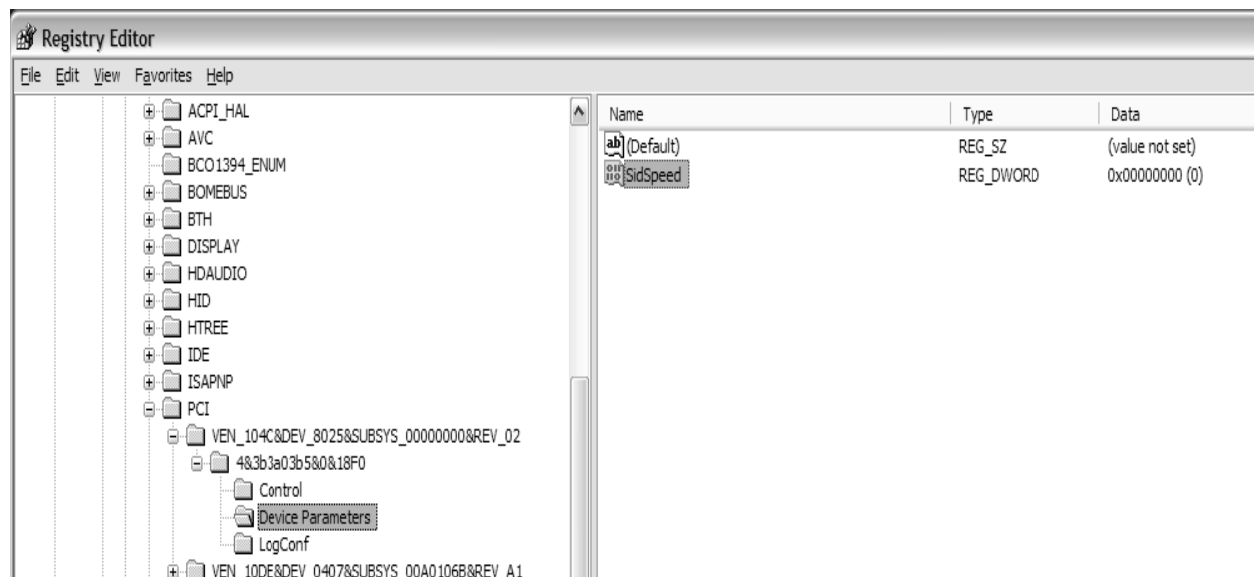 Registry Editor
File Edit View Favorites Help
ACPI_HAL
AVC
BCO1394_ENUM
BOMEBUS
BTH
DISPLAY
HDAUDIO
HID
HTREE
IDE
ISAPNP
PCI
VEN_104C&DEV_8025&SUBSYS_00000000&REV_02
4&3b3a03b5&0&18F0
Control
Device Parameters
LogConf
VEN_10DE&DEV_0407&SUBSYS_00A0106B&REV_A1
Name Type Data
(Default) REG_SZ (value not set)
SidSpeed REG_DWORD 0x00000000 (0)